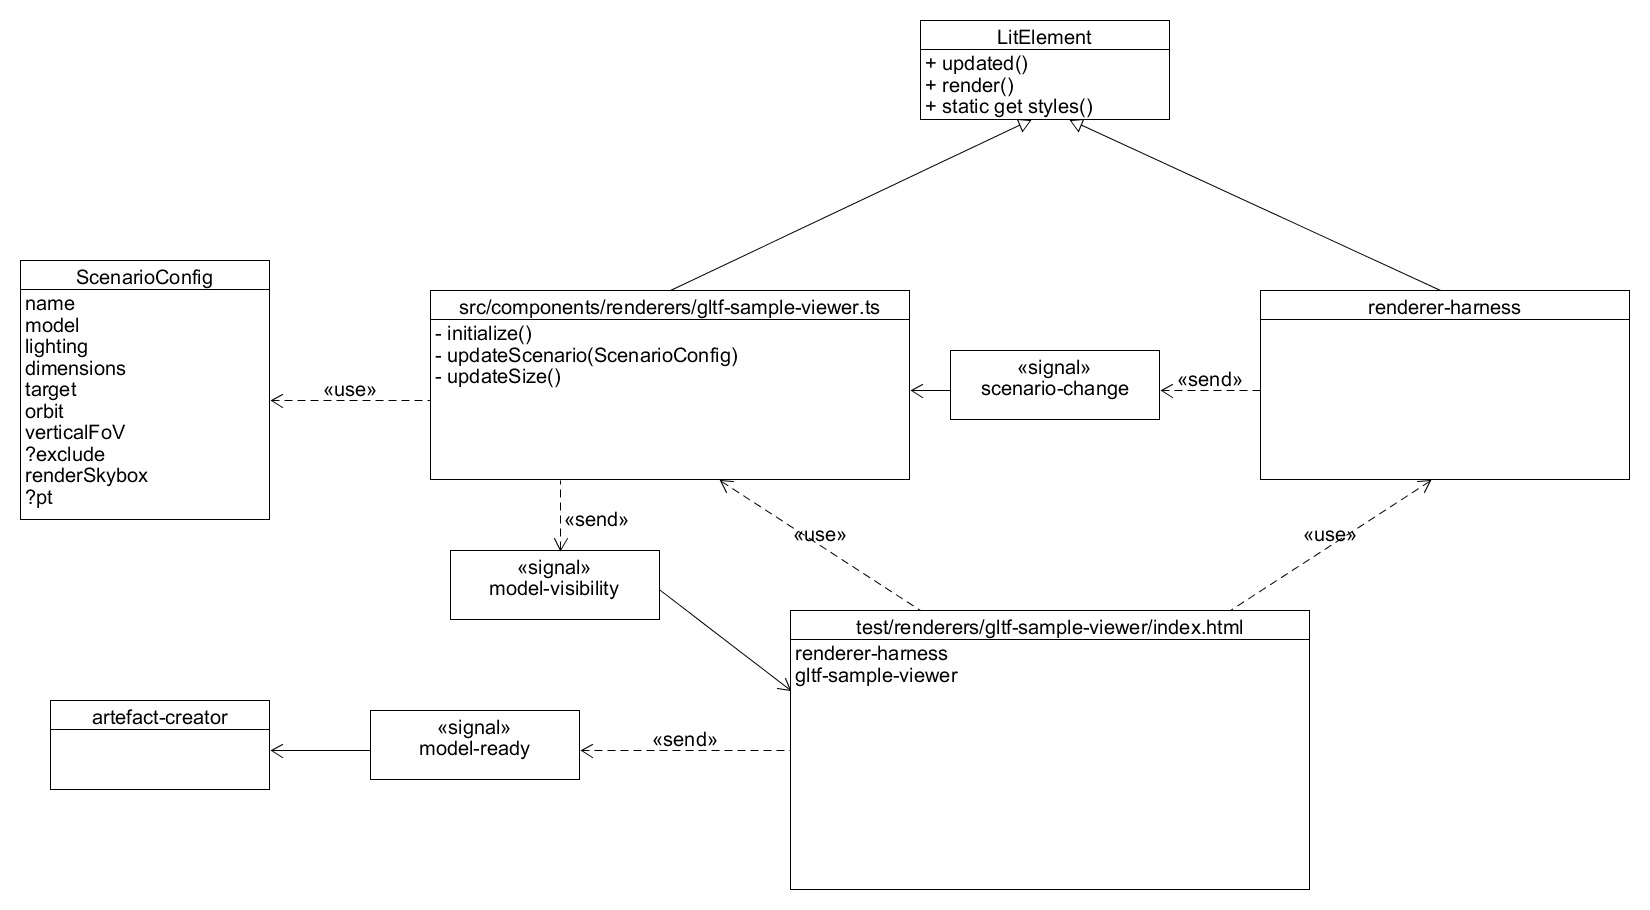 LitElement
+ updated()
+ render()
+ static get styles()
ScenarioConfig
name
model
lighting
dimensions
target
orbit
verticalFoV
?exclude
renderSkybox
?pt
«use»
src/components/renderers/gltf-sample-viewer.ts
- initialize()
- updateScenario(ScenarioConfig)
- updateSize()
«signal»
scenario-change
«send»
renderer-harness
«send»
«signal»
model-visibility
«use»
«use»
test/renderers/gltf-sample-viewer/index.html
renderer-harness
gltf-sample-viewer
artefact-creator
«signal»
model-ready
«send»